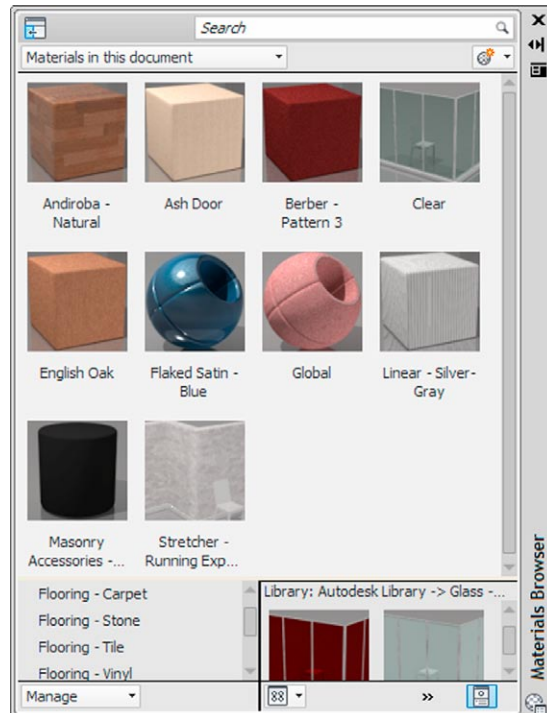 Search
Materials in this document
Andiroba -
Natural
Ash Door
Berber -
Pattern 3
Clear
English Oak
Flaked Satin -
Blue
Global
Linear - Silver-
Gray
Masonry
Accessories -...
Stretcher -
Running Exp...
Flooring - Carpet
Flooring - Stone
Flooring - Tile
Flooring - Vinyl
Library: Autodesk Library -> Glass -...
Manage
»
Materials Browser